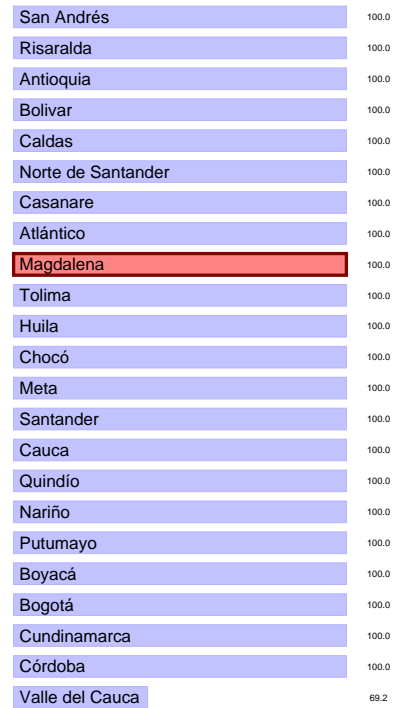 San Andrés 100.0
Risaralda 100.0
Antioquia 100.0
Bolivar 100.0
Caldas 100.0
Norte de Santander 100.0
Casanare 100.0
Atlántico 100.0
Magdalena 100.0
Tolima 100.0
Huila 100.0
Chocó 100.0
Meta 100.0
Santander 100.0
Cauca 100.0
Quindío 100.0
Nariño 100.0
Putumayo 100.0
Boyacá 100.0
Bogotá 100.0
Cundinamarca 100.0
Córdoba 100.0
Valle del Cauca 69.2